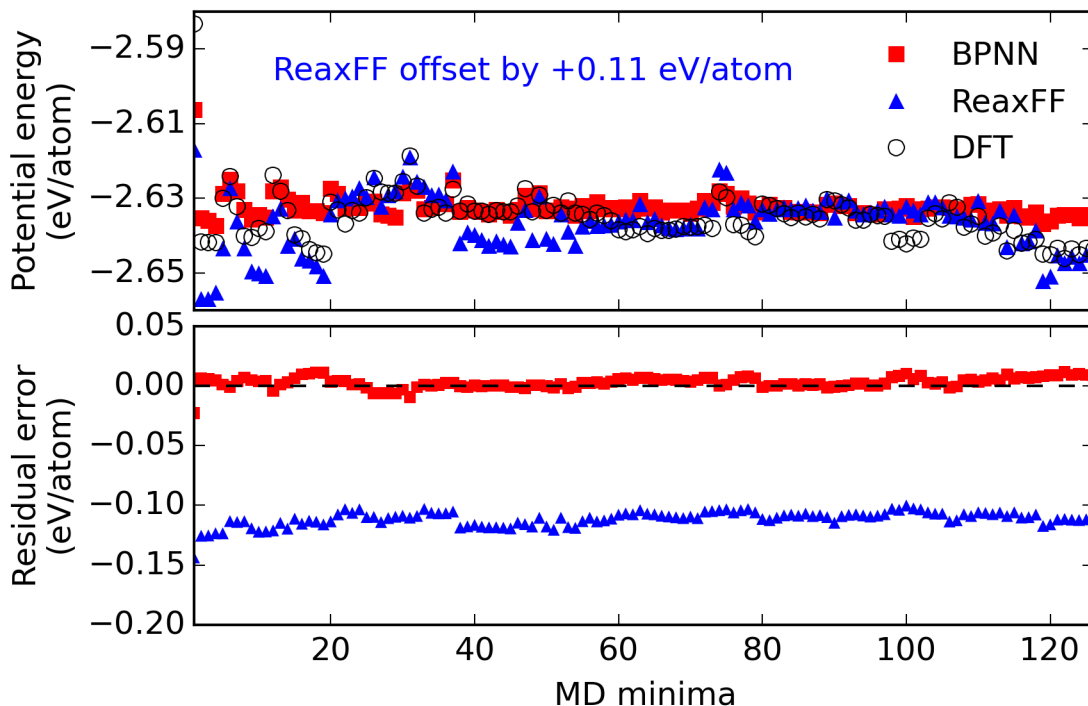 Potential energy
(eV/atom)
−2.59
−2.61
−2.63
−2.65
ReaxFF offset by +0.11 eV/atom
BPNN
ReaxFF
DFT
Residual error
(eV/atom)
0.05
0.00
−0.05
−0.10
−0.15
−0.20
20 40 60 80 100 120
MD minima